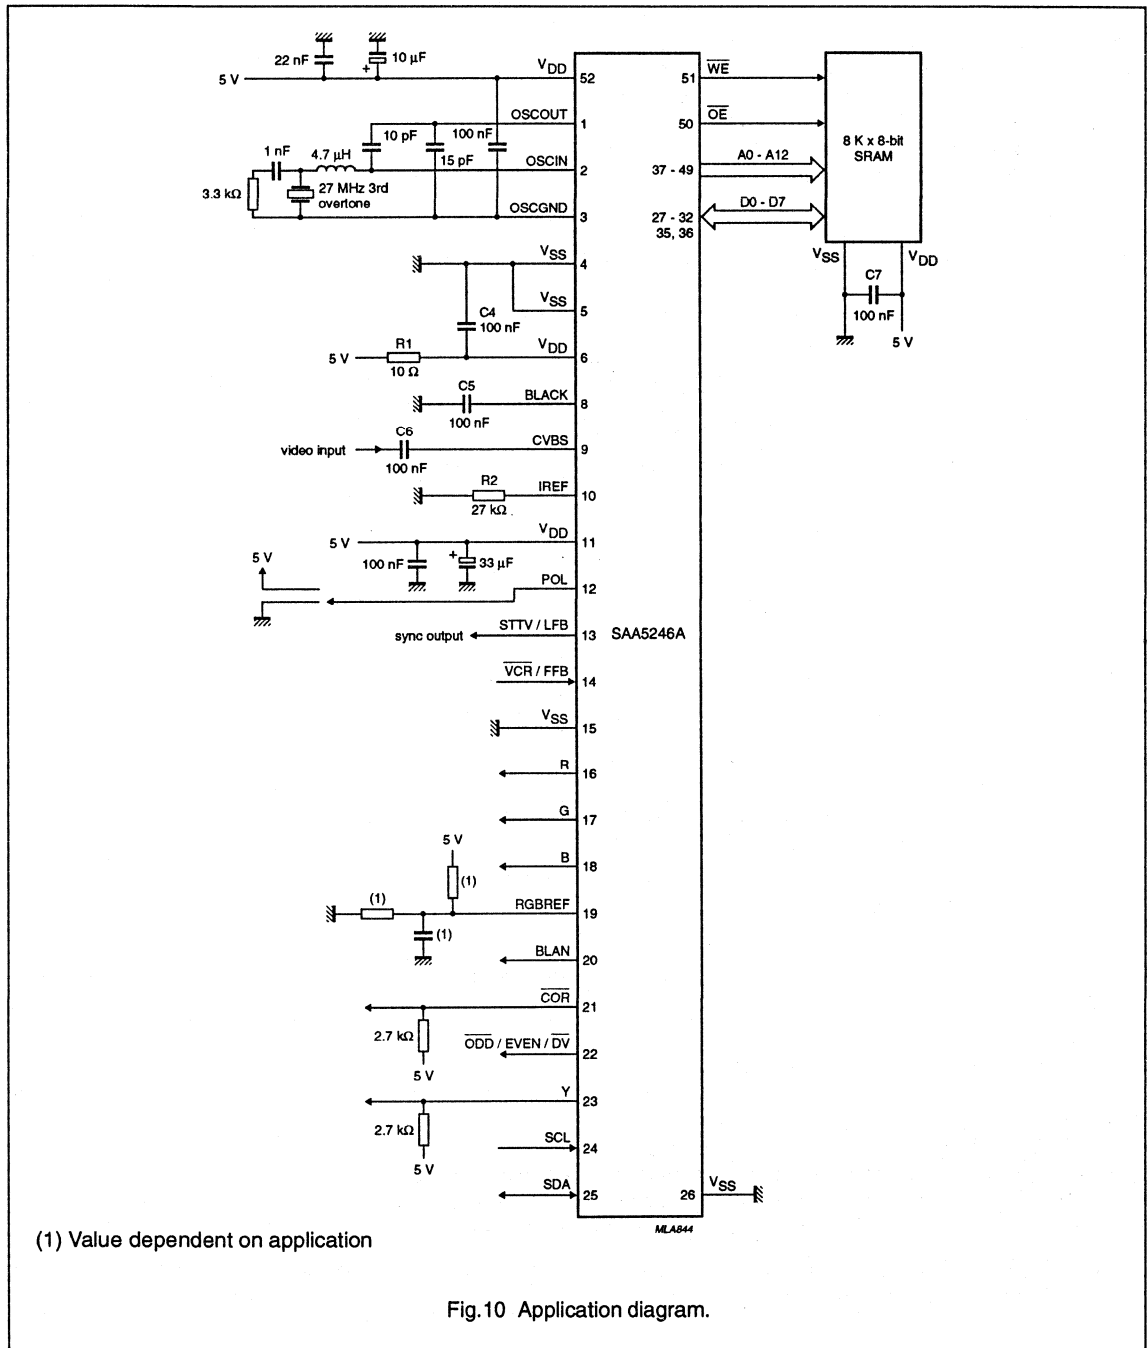 22 nF
10 µF
+
5 V
VDD
52
OSCOUT
1
10 pF
100 nF
15 pF
1 nF
4.7 µH
OSCIN
2
3.3 kΩ
27 MHz 3rd
overtone
OSCGND
3
VSS
4
VSS
5
C4
100 nF
5 V
R1
10 Ω
VDD
6
C5
100 nF
BLACK
8
video input
C6
100 nF
CVBS
9
R2
27 kΩ
IREF
10
5 V
VDD
11
100 nF
+
33 µF
5 V
POL
12
sync output
STTV / LFB
13
SAA5246A
VCR / FFB
14
VSS
15
R
16
G
17
B
18
5 V
(1)
(1)
(1)
RGBREF
19
BLAN
20
COR
21
2.7 kΩ
5 V
ODD / EVEN / DV
22
Y
23
2.7 kΩ
5 V
SCL
24
SDA
25
51
WE
50
OE
37 - 49
A0 - A12
27 - 32
35, 36
D0 - D7
8 K x 8-bit
SRAM
VSS
VDD
C7
100 nF
5 V
26
VSS
MLA844
(1) Value dependent on application
Fig.10 Application diagram.